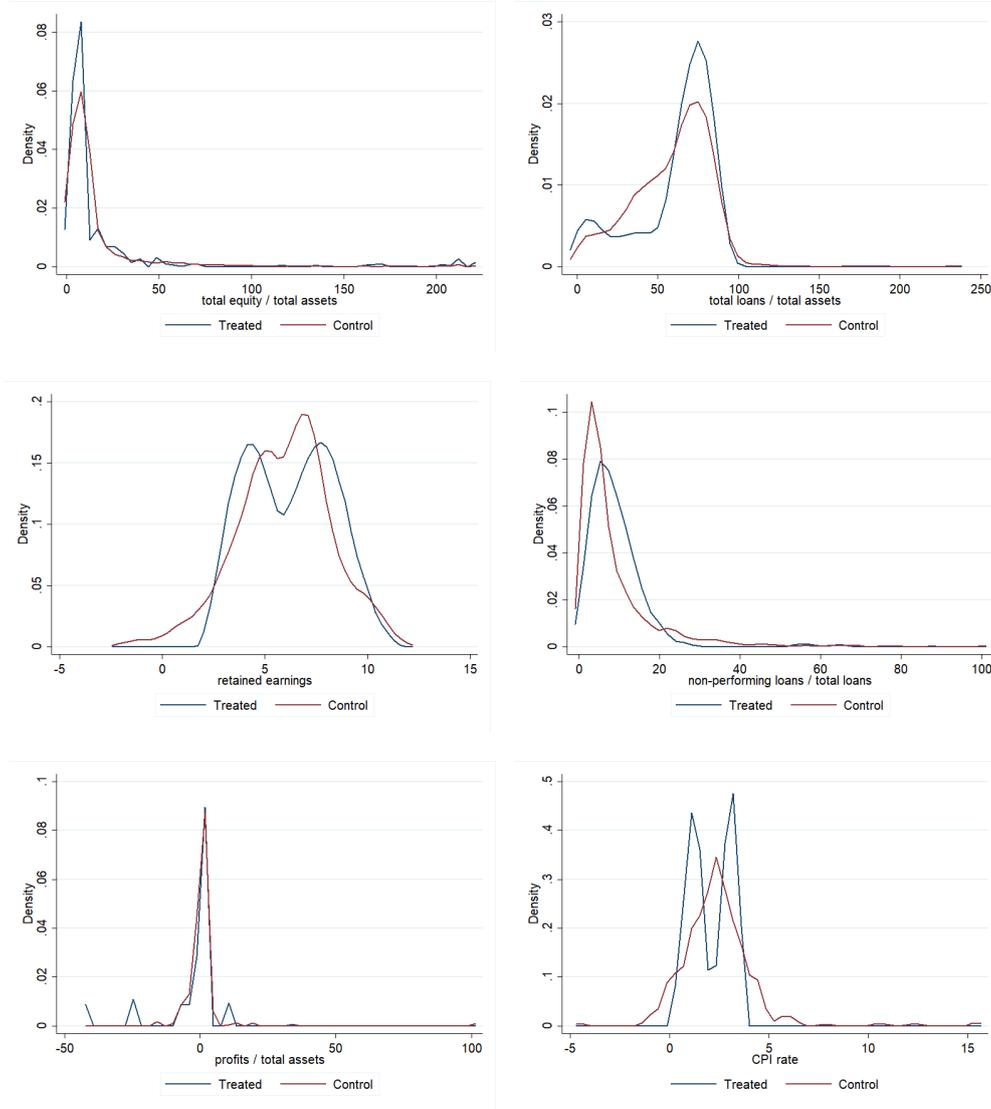 .08
.06
Density
.04
.02
0
0 50 100 150 200
total equity / total assets
Treated Control
.03
.02
Density
.01
0
0 50 100 150 200 250
total loans / total assets
Treated Control
.2
.15
Density
.1
.05
0
-5 0 5 10 15
retained earnings
Treated Control
.1
.08
.06
Density
.04
.02
0
0 20 40 60 80 100
non-performing loans / total loans
Treated Control
.1
.08
.06
Density
.04
.02
0
-50 0 50 100
profits / total assets
Treated Control
.5
.4
.3
Density
.2
.1
0
-5 0 5 10 15
CPI rate
Treated Control